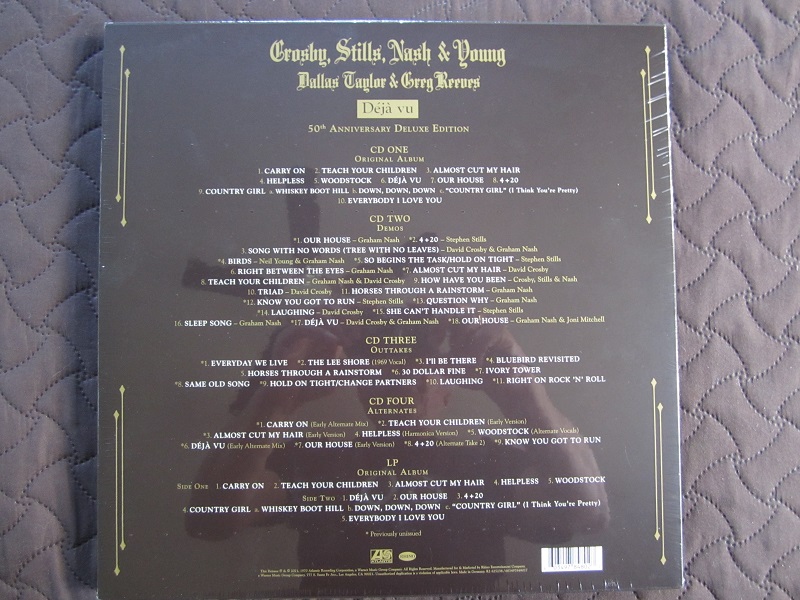 Crosby, Stills, Nash & Young
Dallas Taylor & Greg Reeves
Déjà vu
50th Anniversary Deluxe Edition
CD ONE
Original Album
1. CARRY ON 2. TEACH YOUR CHILDREN 3. ALMOST CUT MY HAIR
4. HELPLESS 5. WOODSTOCK 6. DÉJÀ VU 7. OUR HOUSE 8. 4+20
9. COUNTRY GIRL a. WHISKEY BOOT HILL b. DOWN, DOWN, DOWN c. "COUNTRY GIRL" (I Think You're Pretty)
10. EVERYBODY I LOVE YOU
CD TWO
Demos
*1. OUR HOUSE – Graham Nash *2. 4+20 – Stephen Stills
3. SONG WITH NO WORDS (TREE WITH NO LEAVES) – David Crosby & Graham Nash
*4. BIRDS – Neil Young & Graham Nash *5. SO BEGINS THE TASK/HOLD ON TIGHT – Stephen Stills
6. RIGHT BETWEEN THE EYES – Graham Nash *7. ALMOST CUT MY HAIR – David Crosby
8. TEACH YOUR CHILDREN – Graham Nash & David Crosby 9. HOW HAVE YOU BEEN – Crosby, Stills & Nash
10. TRIAD – David Crosby 11. HORSES THROUGH A RAINSTORM – Graham Nash
*12. KNOW YOU GOT TO RUN – Stephen Stills *13. QUESTION WHY – Graham Nash
*14. LAUGHING – David Crosby *15. SHE CAN'T HANDLE IT – Stephen Stills
16. SLEEP SONG – Graham Nash *17. DÉJÀ VU – David Crosby & Graham Nash *18. OUR HOUSE – Graham Nash & Joni Mitchell
CD THREE
Outtakes
*1. EVERYDAY WE LIVE *2. THE LEE SHORE (1969 Vocal) *3. I'll BE THERE *4. BLUEBIRD REVISITED
5. HORSES THROUGH A RAINSTORM *6. 30 DOLLAR FINE *7. IVORY TOWER
*8. SAME OLD SONG *9. HOLD ON TIGHT/CHANGE PARTNERS *10. LAUGHING *11. RIGHT ON ROCK 'N' ROLL
CD FOUR
Alternates
*1. CARRY ON (Early Alternate Mix) *2. TEACH YOUR CHILDREN (Early Version)
*3. ALMOST CUT MY HAIR (Early Version) 4. HELPLESS (Harmonica Version) *5. WOODSTOCK (Alternate Vocals)
*6. DÉJÀ VU (Early Alternate Mix) *7. OUR HOUSE (Early Version) *8. 4+20 (Alternate Take 2) *9. KNOW YOU GOT TO RUN
LP
Original Album
Side One 1. CARRY ON 2. TEACH YOUR CHILDREN 3. ALMOST CUT MY HAIR 4. HELPLESS 5. WOODSTOCK
Side Two 1. DÉJÀ VU 2. OUR HOUSE 3. 4+20
4. COUNTRY GIRL a. WHISKEY BOOT HILL b. DOWN, DOWN, DOWN c. "COUNTRY GIRL" (I Think You're Pretty)
5. EVERYBODY I LOVE YOU
* Previously unissued